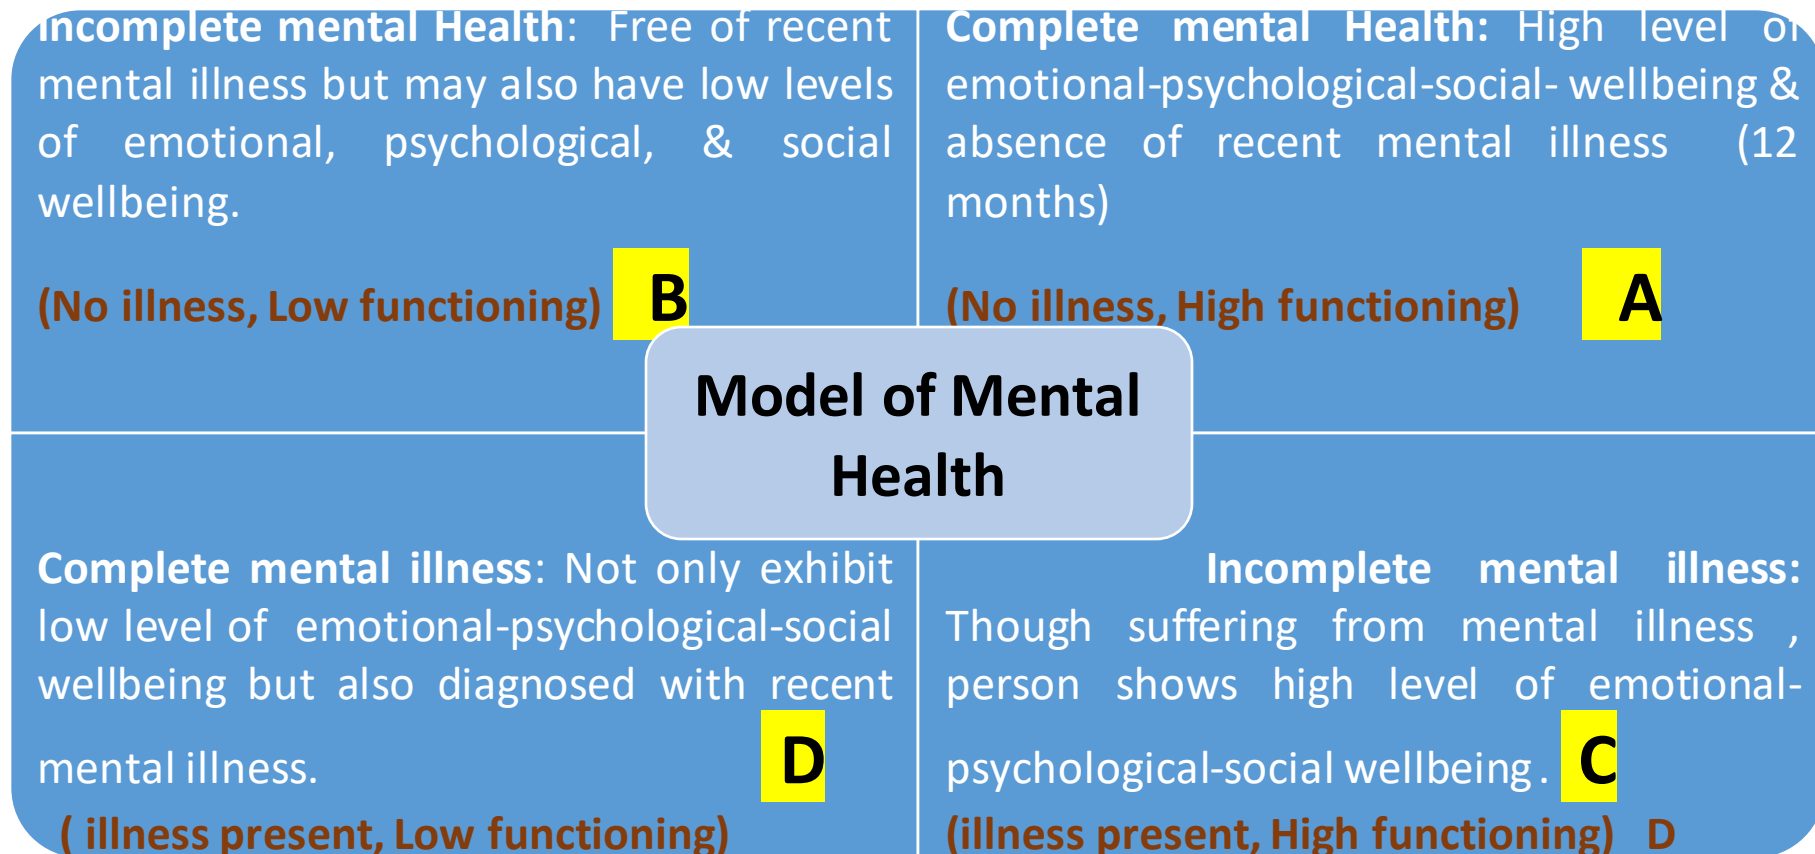 Incomplete mental Health: Free of recent
mental illness but may also have low levels
of emotional, psychological, & social
wellbeing.
(No illness, Low functioning) B
Complete mental Health: High level of
emotional-psychological-social- wellbeing &
absence of recent mental illness (12
months)
(No illness, High functioning) A
Model of Mental
Health
Complete mental illness: Not only exhibit
low level of emotional-psychological-social
wellbeing but also diagnosed with recent
mental illness. D
( illness present, Low functioning)
Incomplete mental illness:
Though suffering from mental illness ,
person shows high level of emotional-
psychological-social wellbeing . C
(illness present, High functioning) D